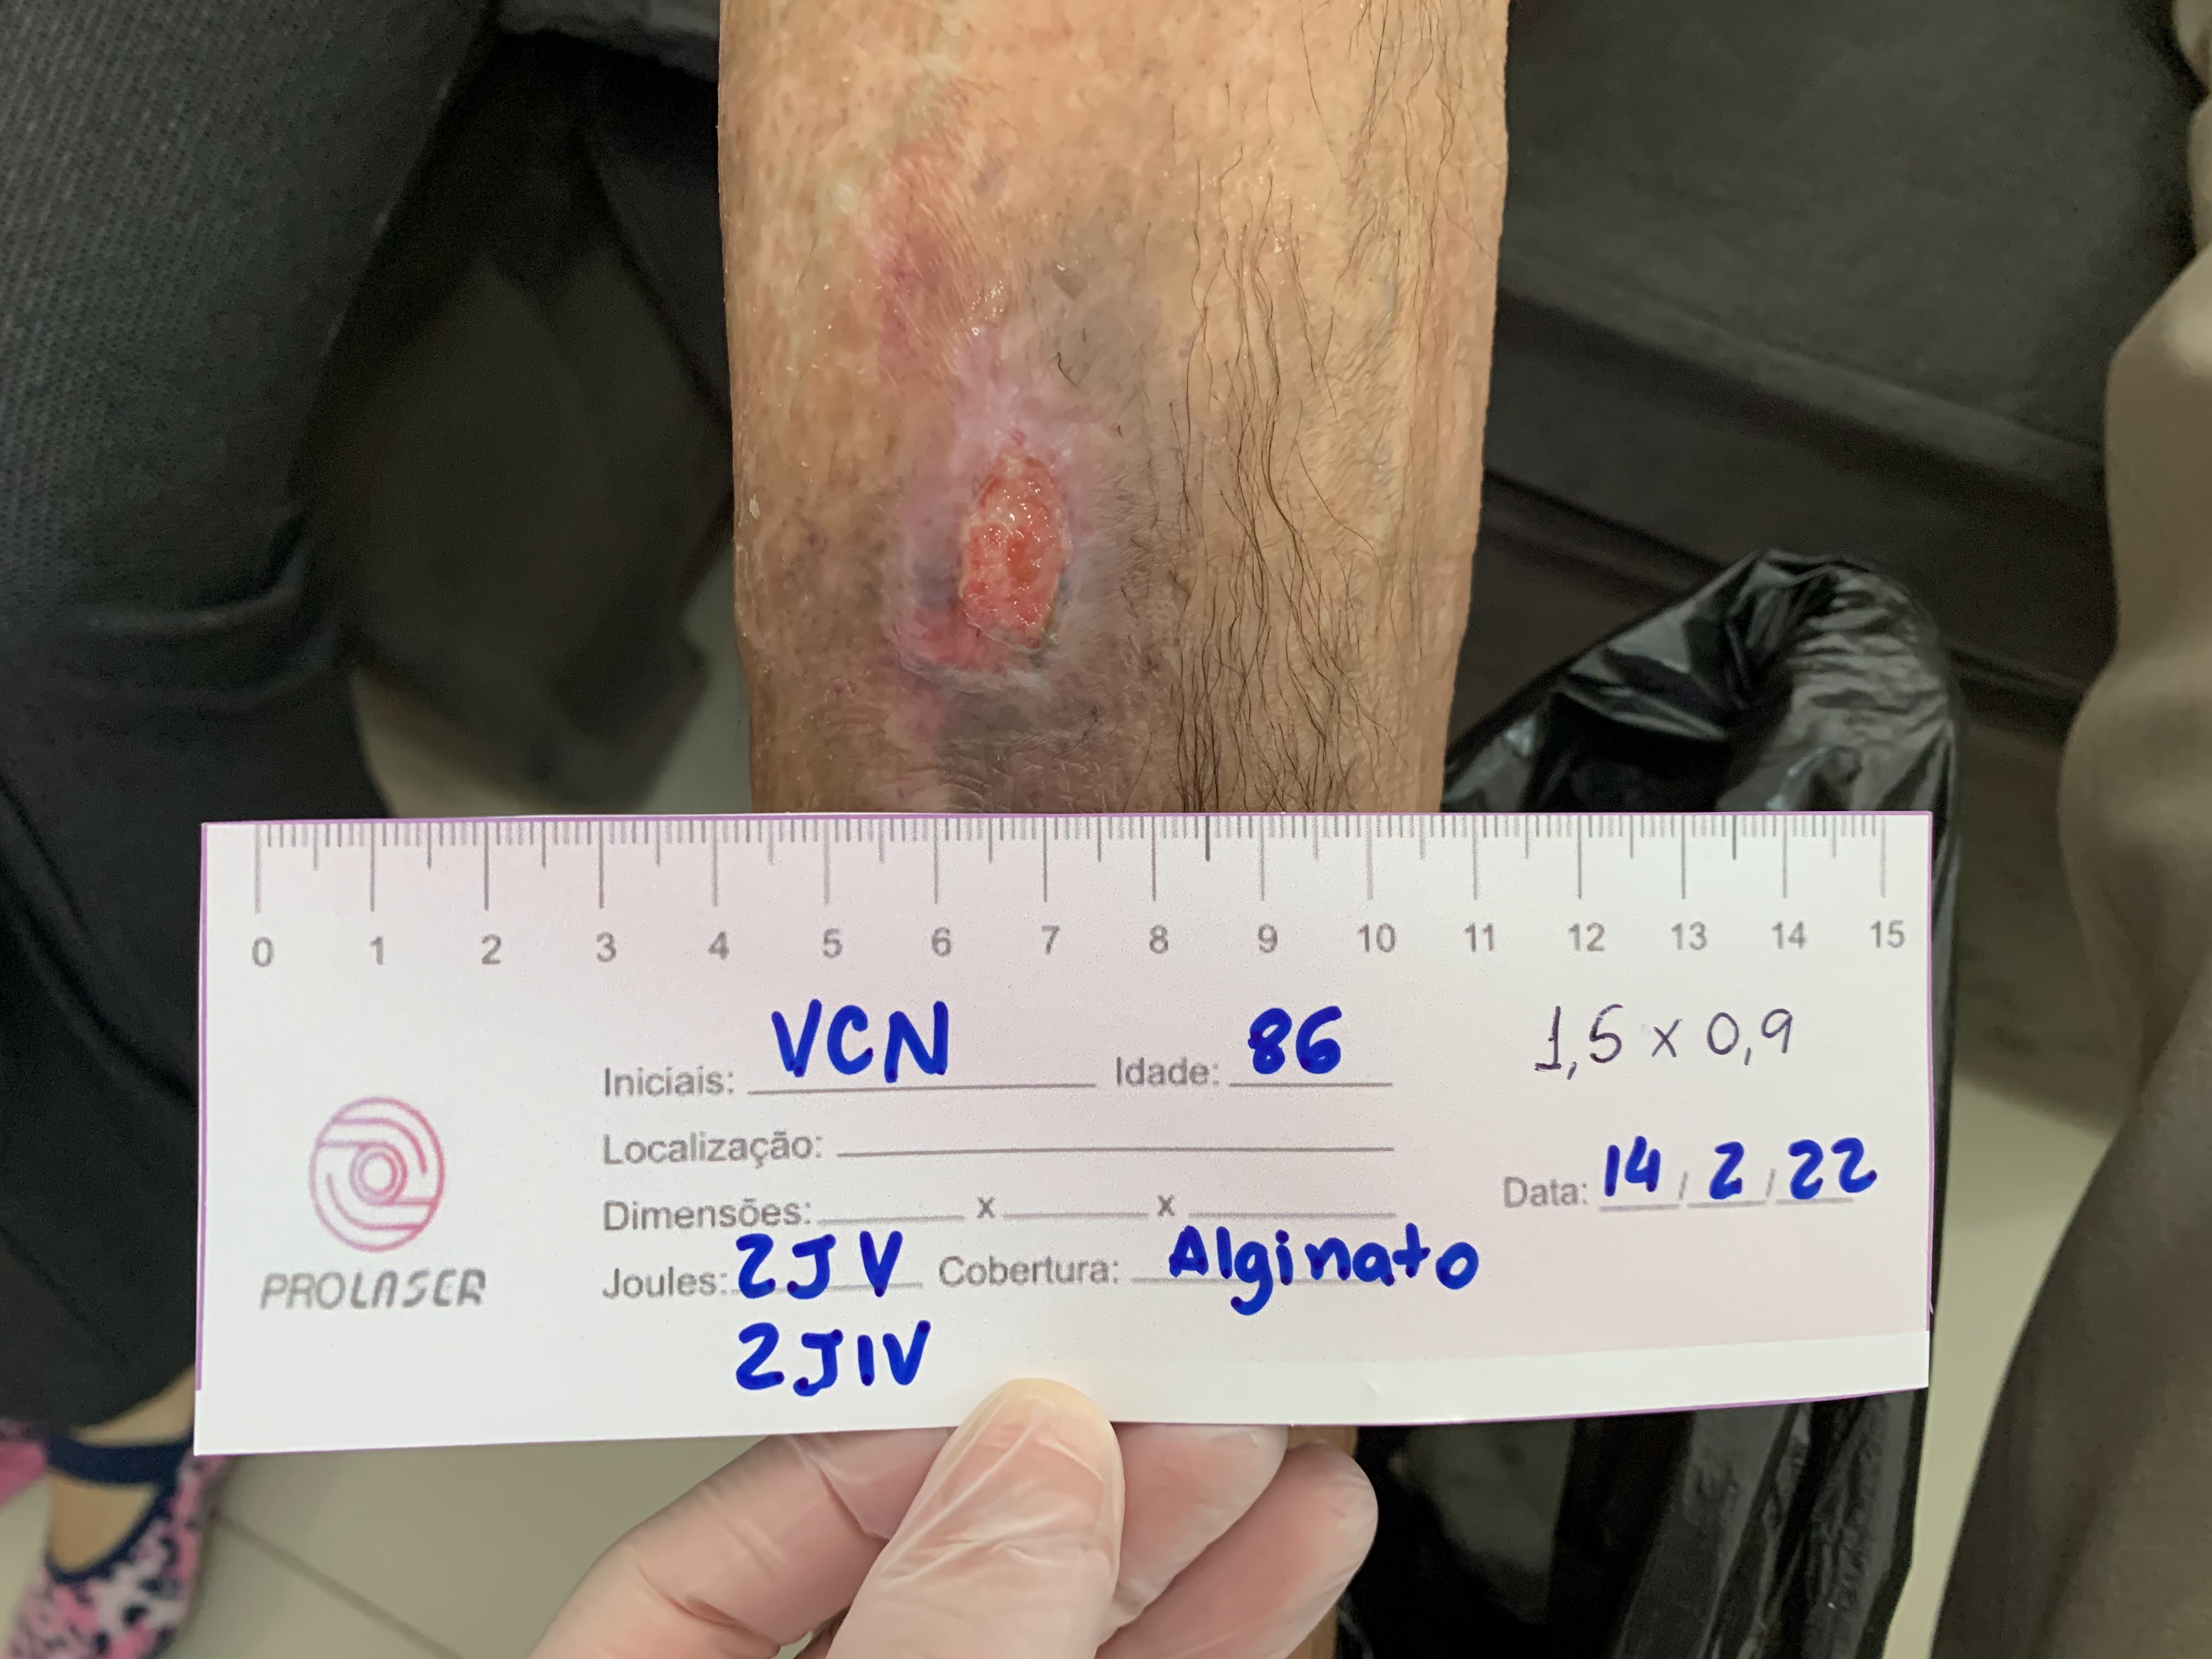 0 1 2 3 4 5 6 7 8 9 10 11 12 13 14 15
Iniciais: VCN Idade: 86 1,5 x 0,9
Localização:
Dimensões: x x Data: 14 / 2 / 22
Joules: 2J V Cobertura: Alginato
2JIV
PROLASER